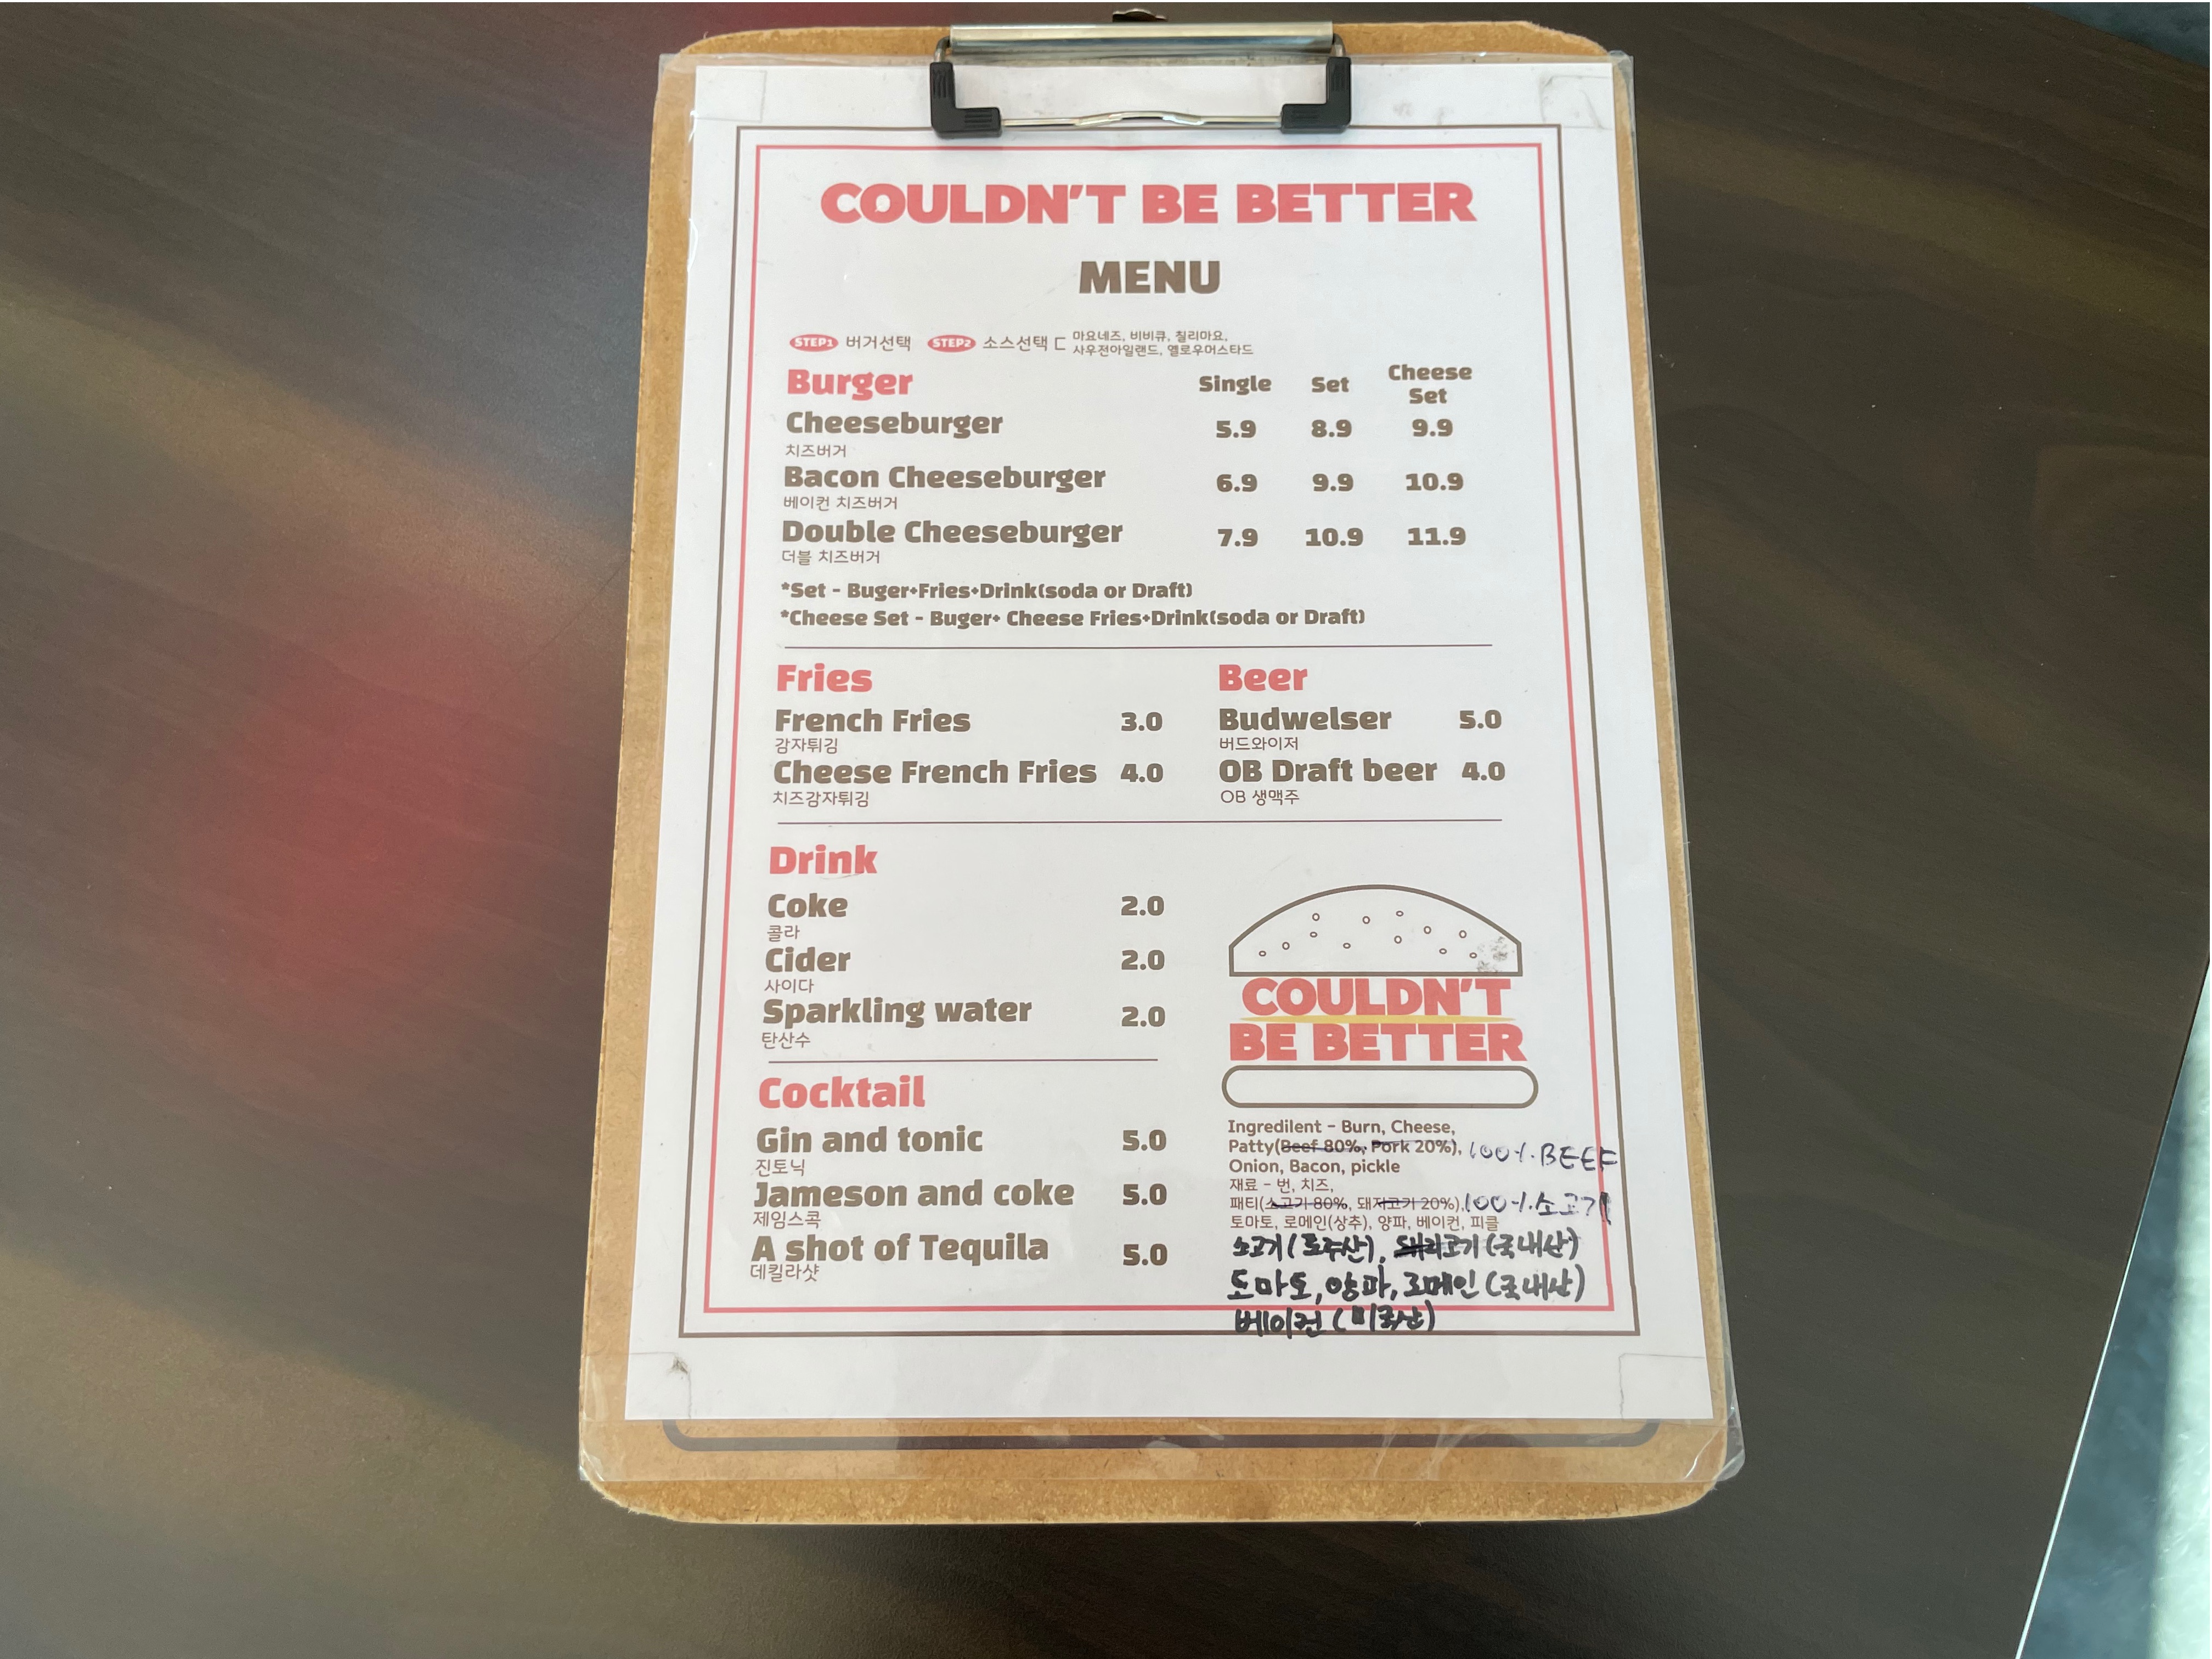 COULDN'T BE BETTER
MENU
STEP1 버거선택 STEP2 소스선택 ㄷ 마요네즈, 비비큐, 칠리마요,
사우전아일랜드, 옐로우머스타드
Burger Single Set Cheese Set
Cheeseburger 5.9 8.9 9.9
치즈버거
Bacon Cheeseburger 6.9 9.9 10.9
베이컨 치즈버거
Double Cheeseburger 7.9 10.9 11.9
더블 치즈버거
*Set - Buger+Fries+Drink(soda or Draft)
*Cheese Set - Buger+ Cheese Fries+Drink(soda or Draft)
Fries
French Fries 3.0
감자튀김
Cheese French Fries 4.0
치즈감자튀김
Beer
Budwelser 5.0
버드와이저
OB Draft beer 4.0
OB 생맥주
Drink
Coke 2.0
콜라
Cider 2.0
사이다
Sparkling water 2.0
탄산수
Cocktail
Gin and tonic 5.0
진토닉
Jameson and coke 5.0
제임스콕
A shot of Tequila 5.0
데킬라샷
COULDN'T
BE BETTER
Ingredilent - Burn, Cheese,
Patty(Beef 80%, Pork 20%), 100%. BEEF
Onion, Bacon, pickle
재료 - 번, 치즈,
패티(소고기 80%, 돼지고기 20%), 100%. 소고기
토마토, 로메인(상추), 양파, 베이컨, 피클
소고기 (호주산), 돼지고기 (국내산)
토마토, 양파, 로메인 (국내산)
베이컨 (미국산)